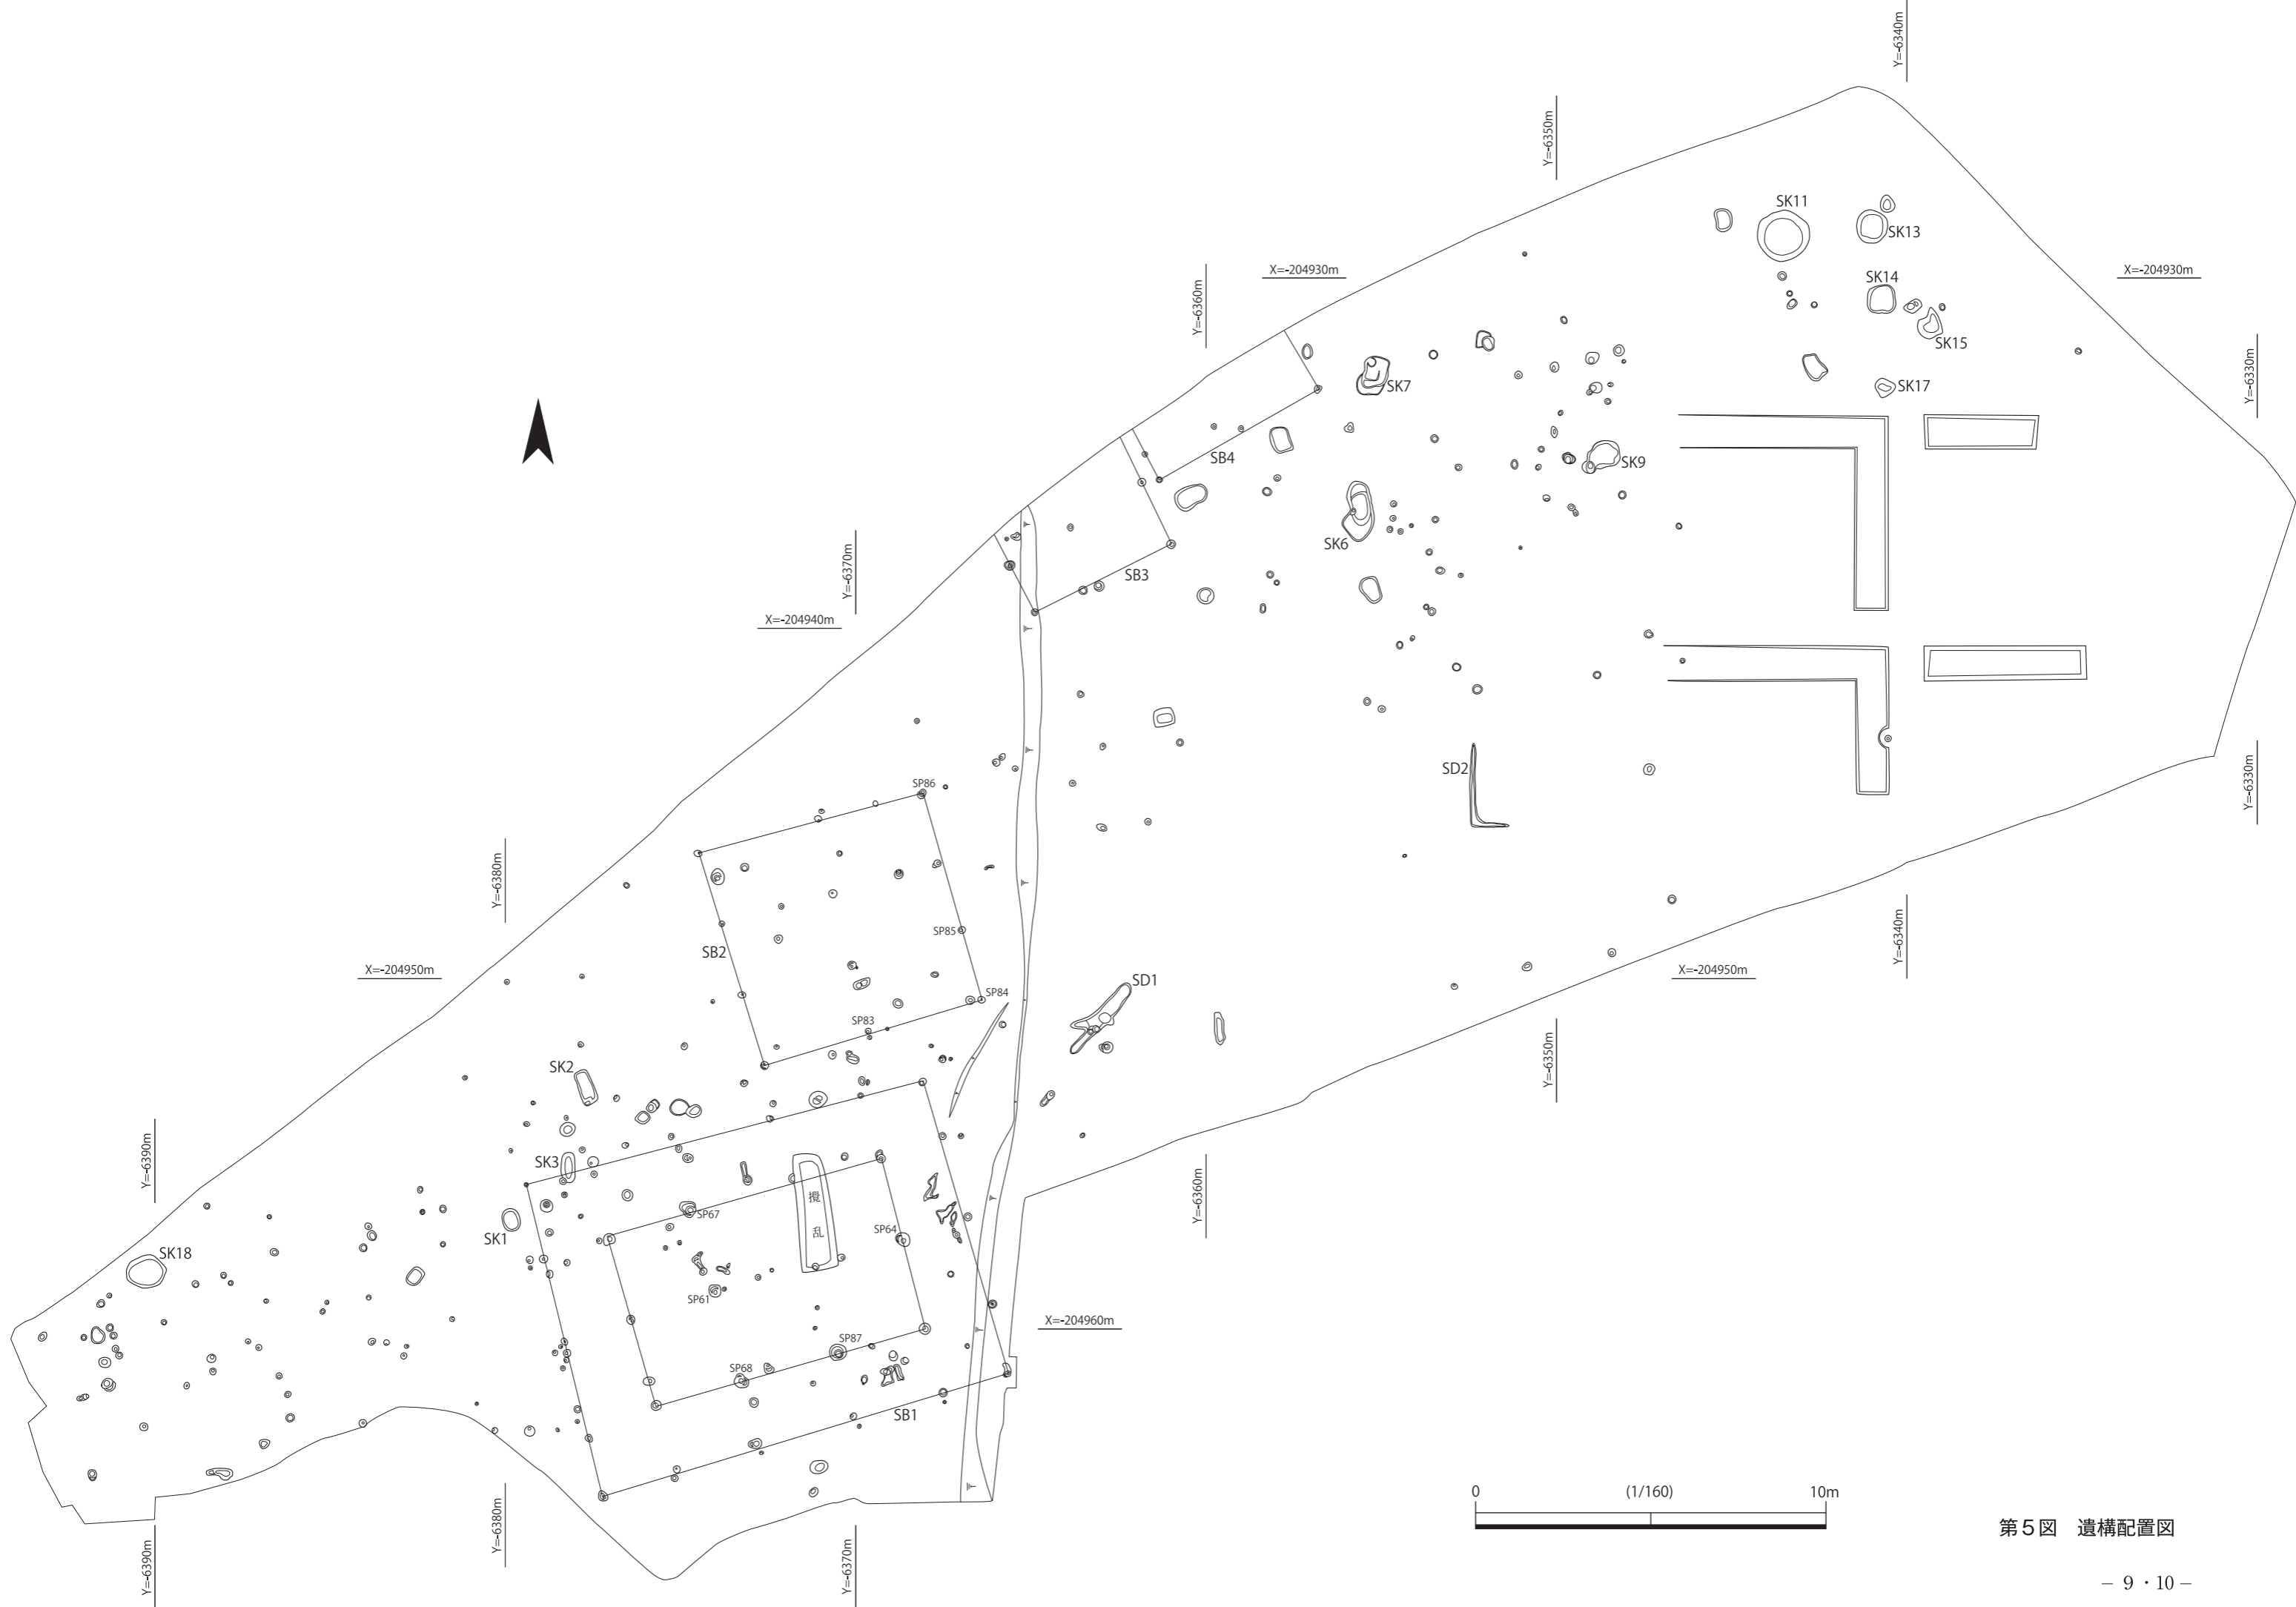 Y=-6340m
Y=-6350m
SK11
SK13
X=-204930m
X=-204930m
SK14
Y=-6360m
SK15
Y=-6330m
SK7
SK17
SB4
SK9
SK6
Y=-6370m
SB3
X=-204940m
SD2
Y=-6330m
SP86
Y=-6380m
SP85
Y=-6340m
SB2
X=-204950m
X=-204950m
SD1
SP84
SP83
Y=-6350m
SK2
Y=-6390m
SK3
攪
乱
SP67
SP64
Y=-6360m
SK1
SK18
SP61
X=-204960m
SP87
SP68
SB1
0
(1/160)
10m
Y=-6380m
第5図 遺構配置図
Y=-6390m
Y=-6370m
– 9・10 –